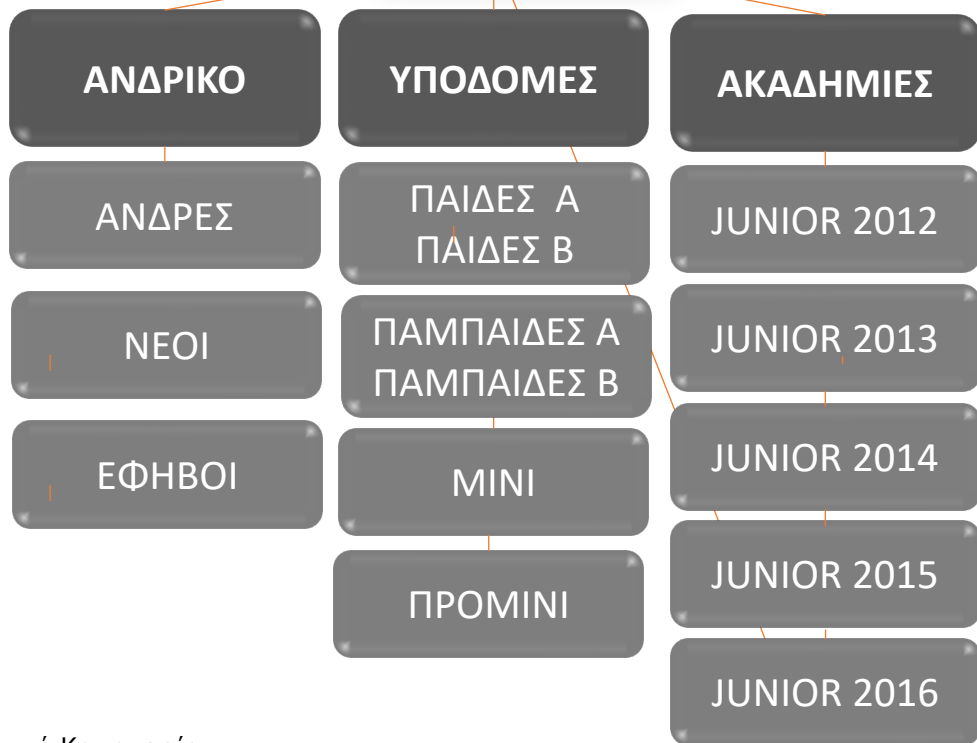 ΑΝΔΡΙΚΟ
ΑΝΔΡΕΣ
ΝΕΟΙ
ΕΦΗΒΟΙ
ΥΠΟΔΟΜΕΣ
ΠΑΙΔΕΣ Α
ΠΑΙΔΕΣ Β
ΠΑΜΠΑΙΔΕΣ Α
ΠΑΜΠΑΙΔΕΣ Β
ΜΙΝΙ
ΠΡΟΜΙΝΙ
ΑΚΑΔΗΜΙΕΣ
JUNIOR 2012
JUNIOR 2013
JUNIOR 2014
JUNIOR 2015
JUNIOR 2016